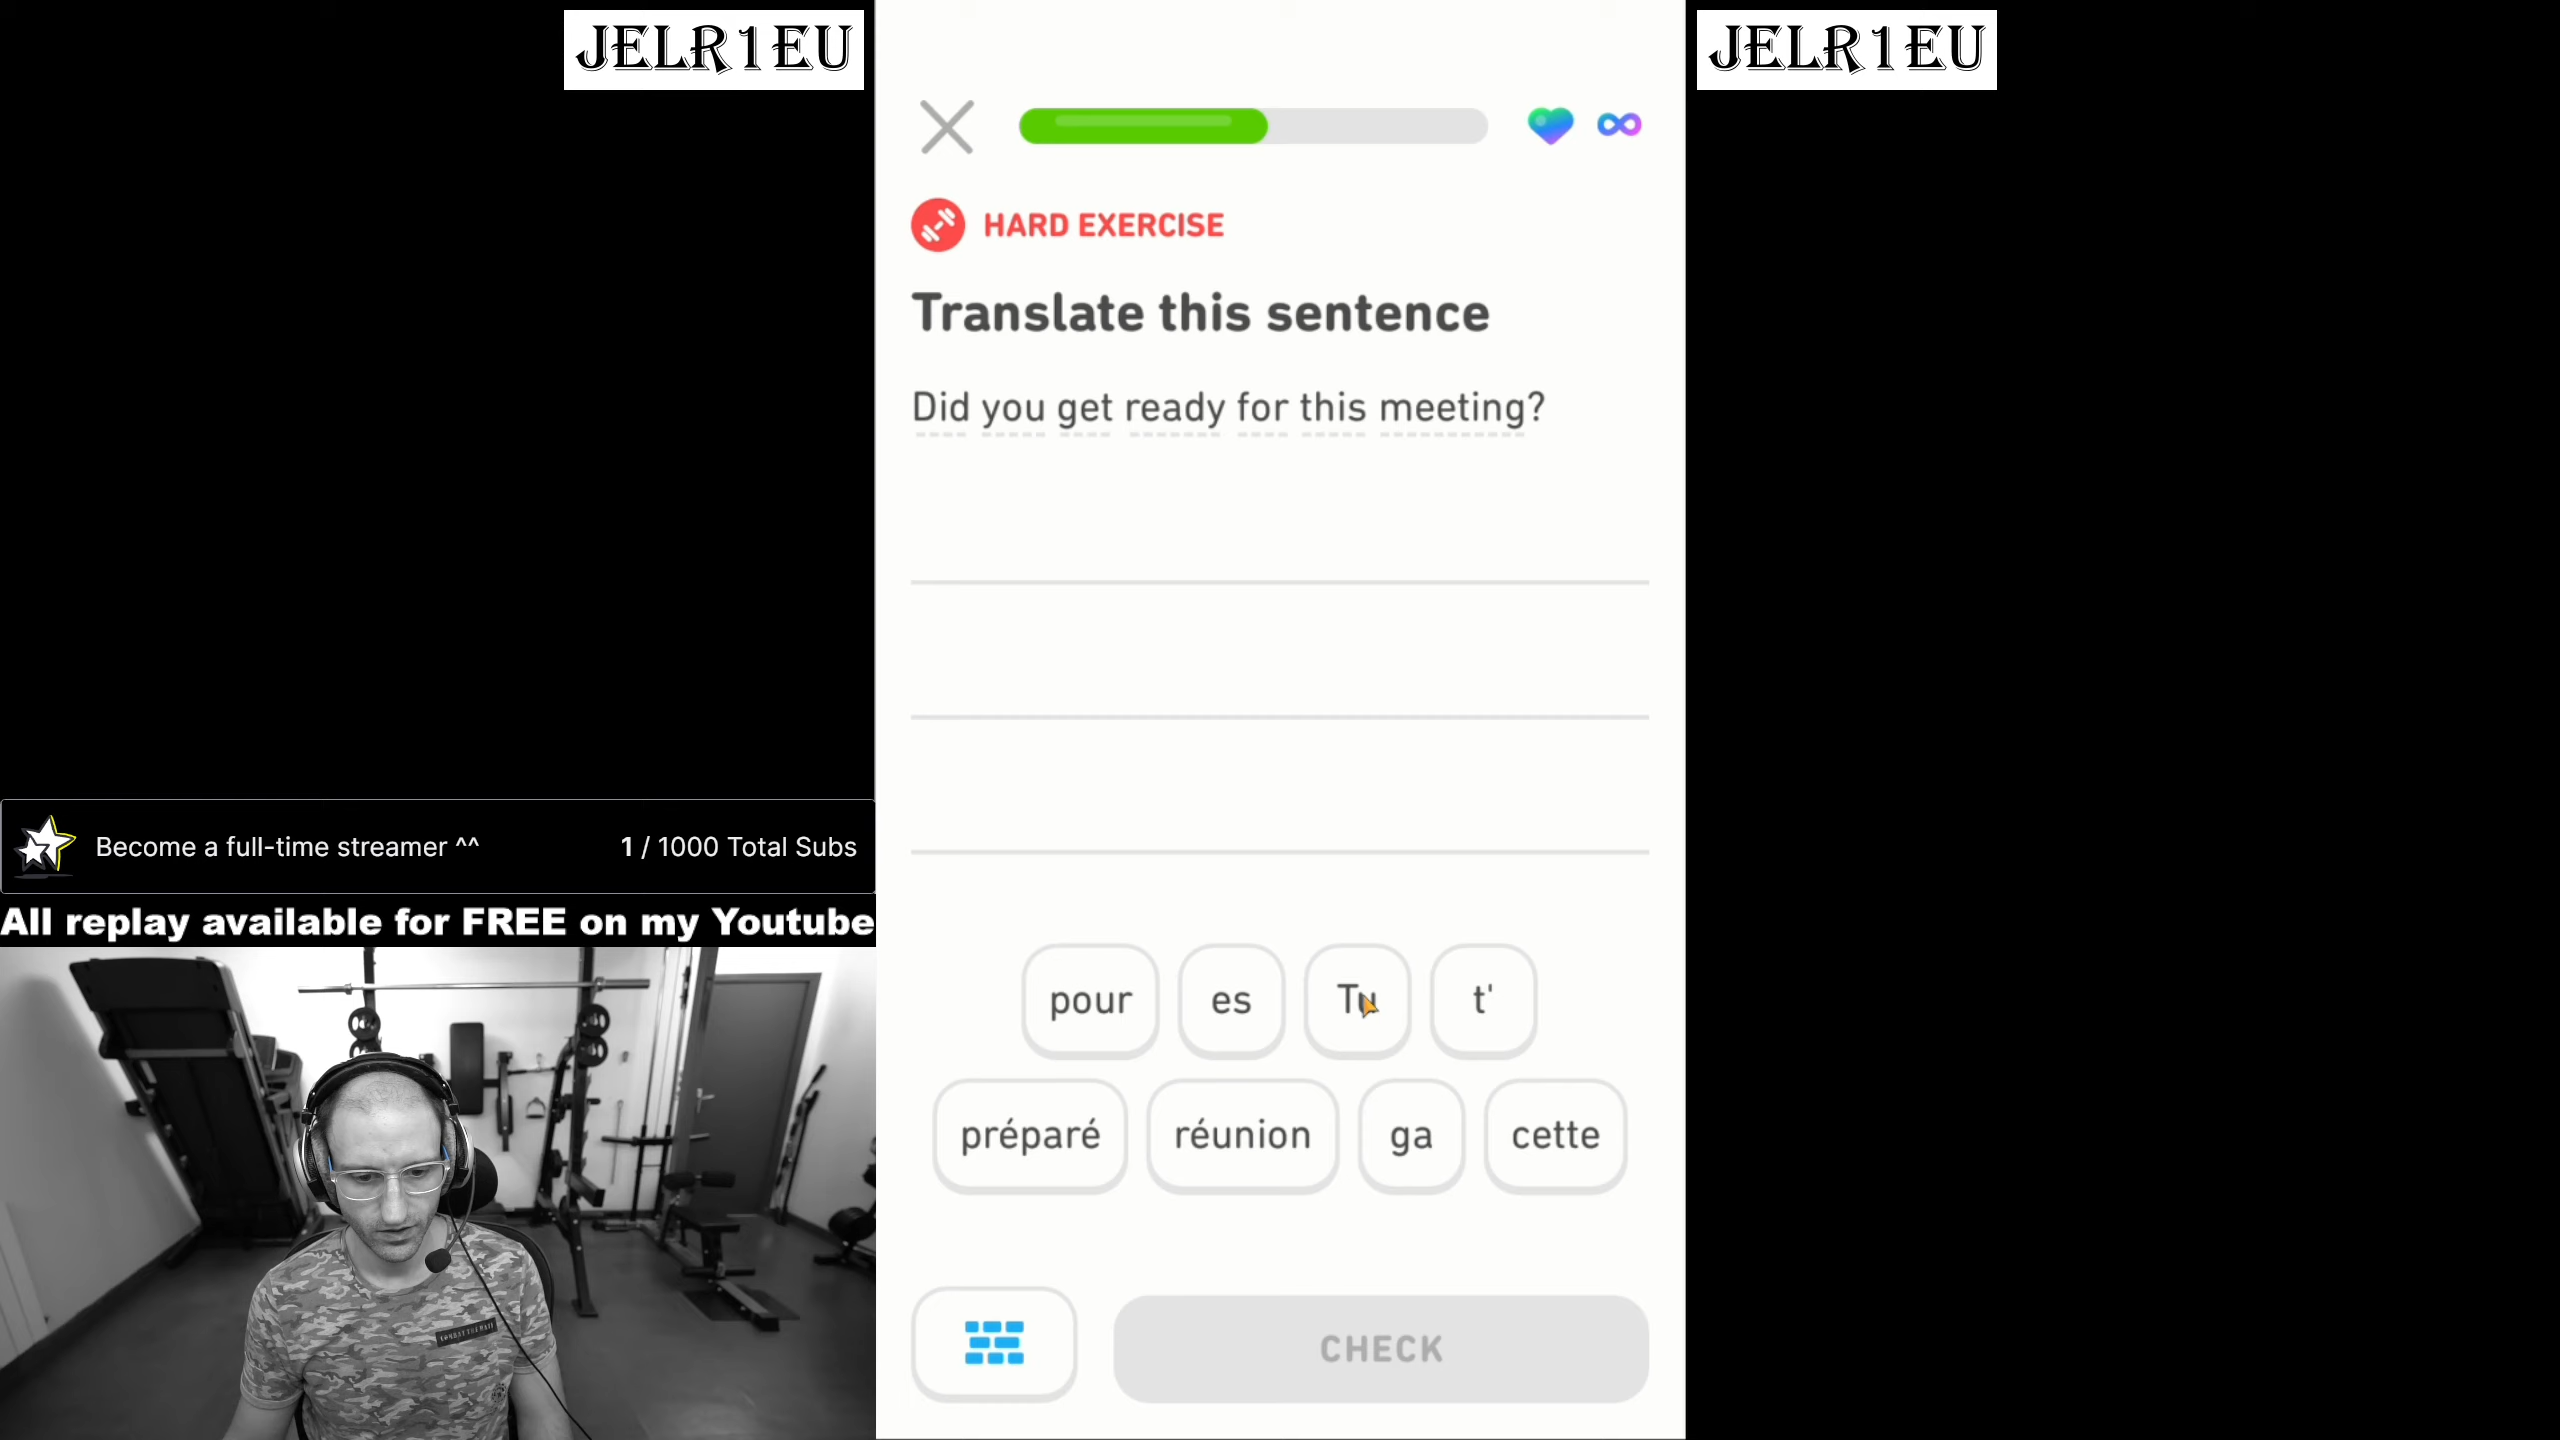 JELR1EU
JELR1EU
HARD EXERCISE
Translate this sentence
Did you get ready for this meeting?
Become a full-time streamer ^^ 1 / 1000 Total Subs
All replay available for FREE on my Youtube
pour es Tu t'
préparé réunion ga cette
CHECK